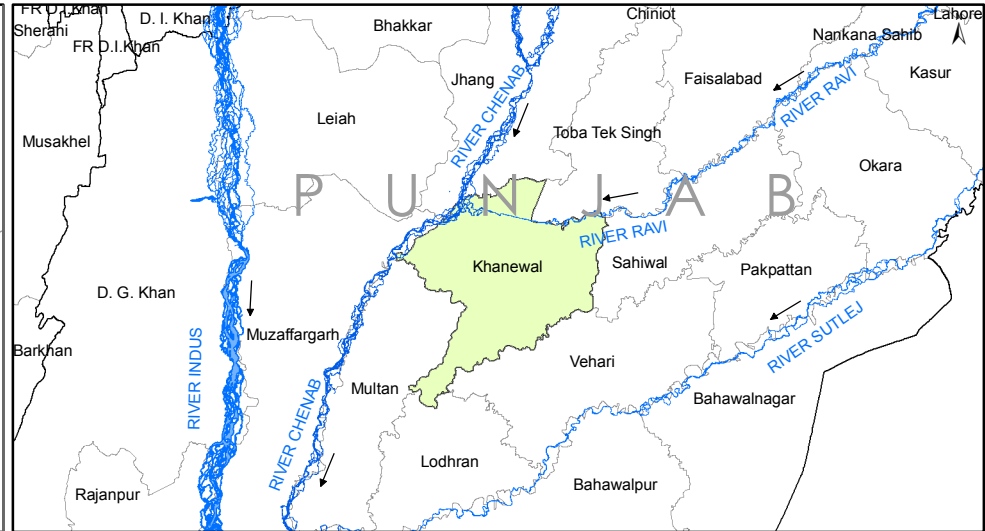 FR D.I.Khan
D. I. Khan
Chiniot
Lahore
Sherani
Bhakkar
Nankana Sahib
FR D.I.Khan
Jhang
Faisalabad
Kasur
RIVER CHENAB
RIVER RAVI
Leiah
Toba Tek Singh
Musakhel
Okara
PUNJAB
RIVER RAVI
Khanewal
Sahiwal
Pakpattan
D. G. Khan
Muzaffargarh
RIVER SUTLEJ
Barkhan
RIVER INDUS
Vehari
Multan
Bahawalnagar
RIVER CHENAB
Lodhran
Bahawalpur
Rajanpur